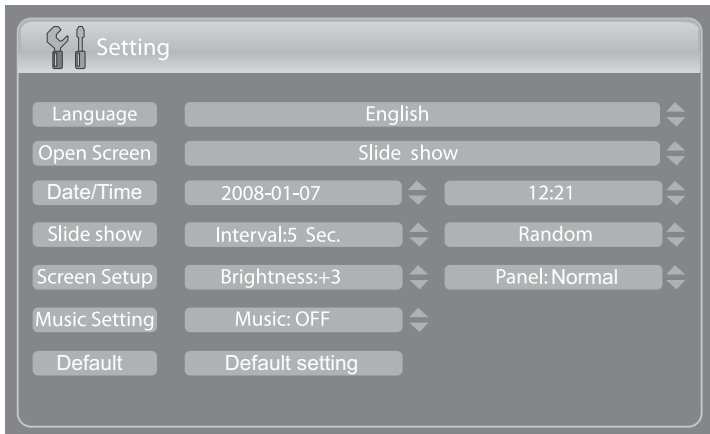 Setting
Language English
Open Screen Slide show
Date/Time 2008-01-07 12:21
Slide show Interval:5 Sec. Random
Screen Setup Brightness:+3 Panel: Normal
Music Setting Music: OFF
Default Default setting